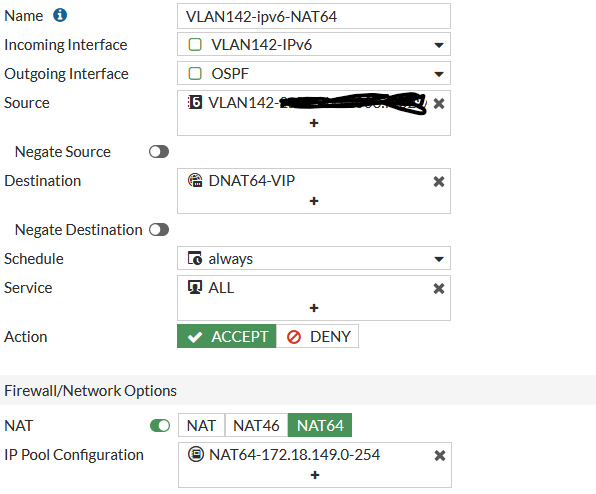 Name VLAN142-ipv6-NAT64
Incoming Interface VLAN142-IPv6
Outgoing Interface OSPF
Source VLAN142-
+
Negate Source
Destination DNAT64-VIP
+
Negate Destination
Schedule always
Service ALL
+
Action ACCEPT DENY
Firewall/Network Options
NAT NAT NAT46 NAT64
IP Pool Configuration NAT64-172.18.149.0-254
+